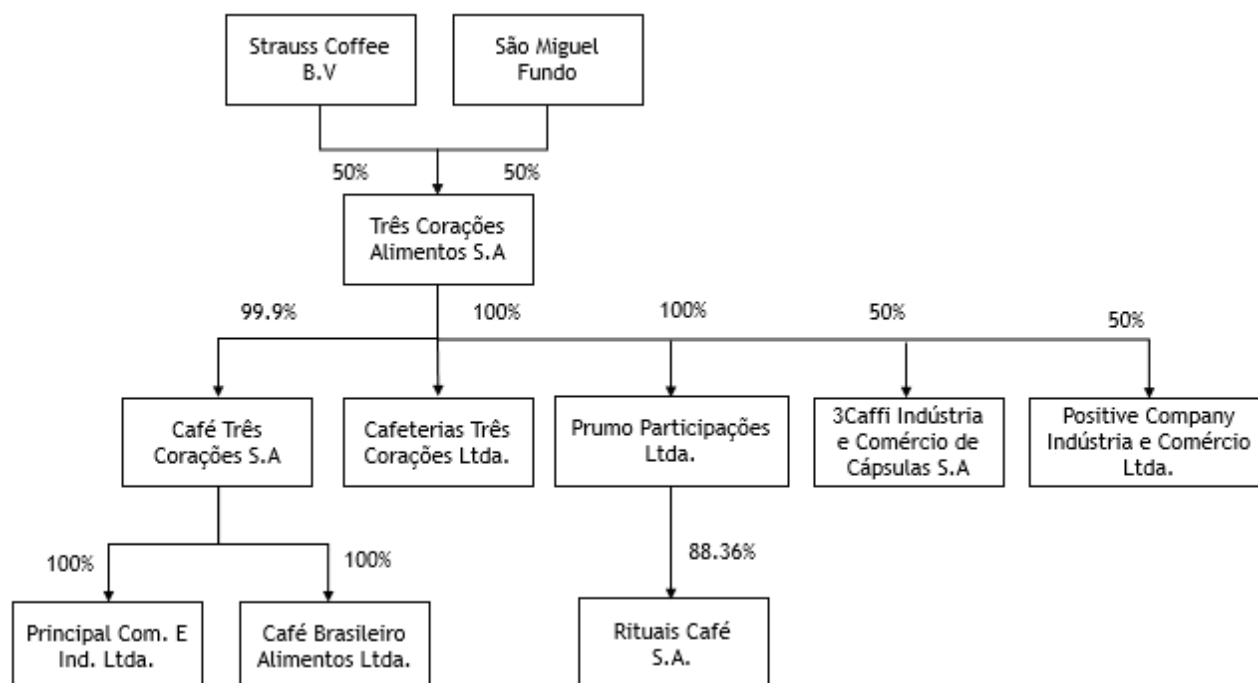 Strauss Coffee
B.V
São Miguel
Fundo
50%
50%
Três Corações
Alimentos S.A
99.9%
100%
100%
50%
50%
Café Três
Corações S.A
Cafeterias Três
Corações Ltda.
Prumo Participações
Ltda.
3Caffi Indústria
e Comércio de
Cápsulas S.A
Positive Company
Indústria e Comércio
Ltda.
100%
100%
88.36%
Principal Com. E
Ind. Ltda.
Café Brasileiro
Alimentos Ltda.
Rituais Café
S.A.